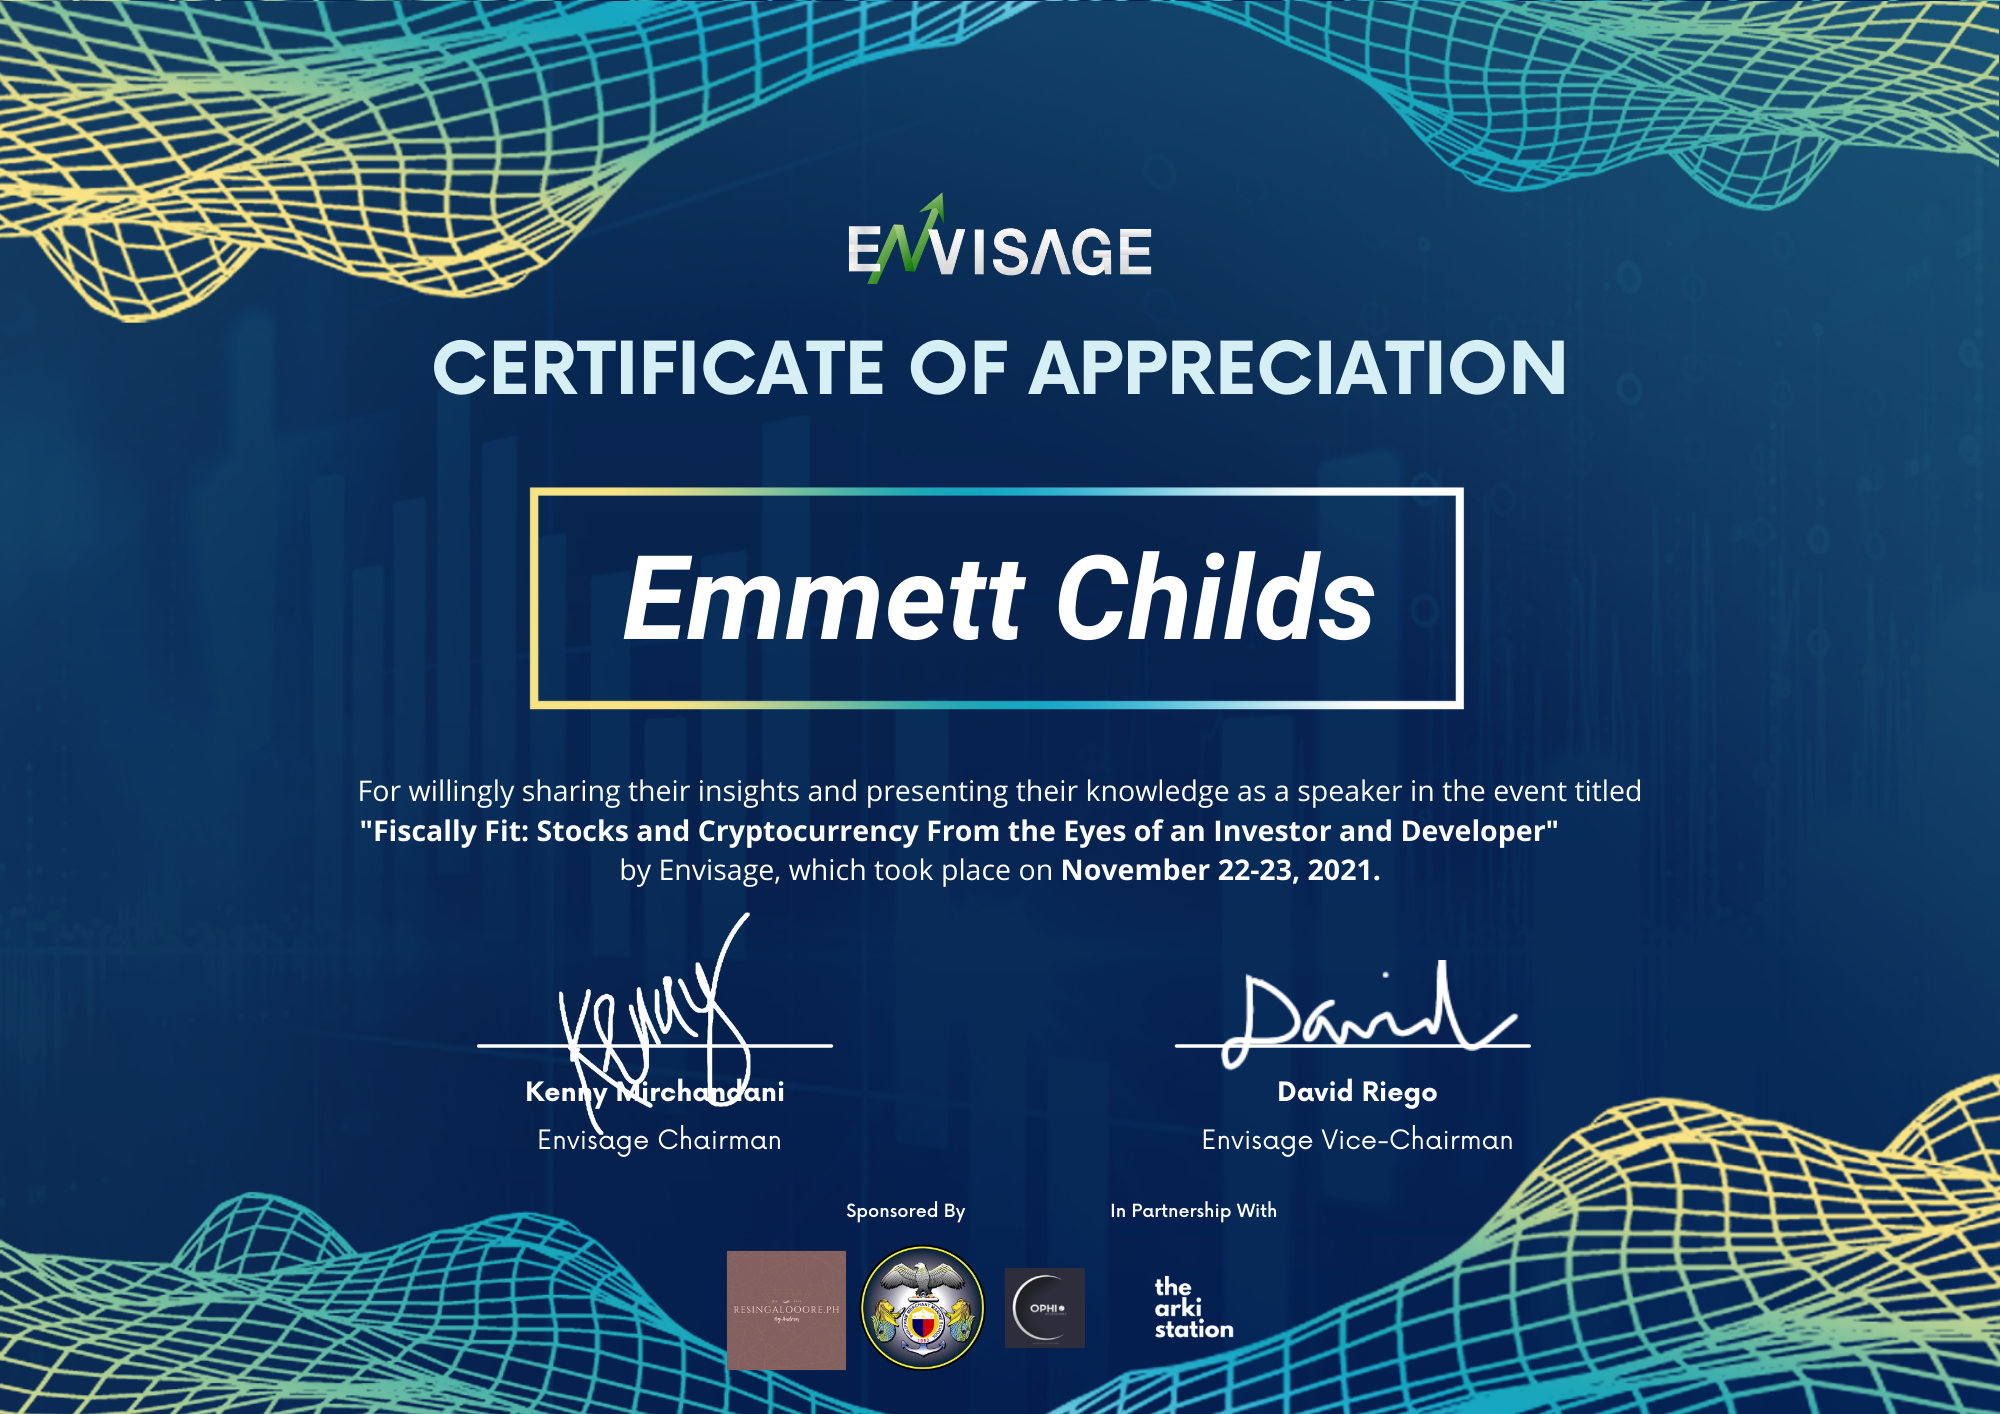 ENVISAGE
CERTIFICATE OF APPRECIATION
Emmett Childs
For willingly sharing their insights and presenting their knowledge as a speaker in the event titled
"Fiscally Fit: Stocks and Cryptocurrency From the Eyes of an Investor and Developer"
by Envisage, which took place on November 22-23, 2021.
Kenny
David
Kenny Mirchandani
David Riego
Envisage Chairman
Envisage Vice-Chairman
Sponsored By
In Partnership With
RESINGALOOORE.PH
OPHI
the
arki
station